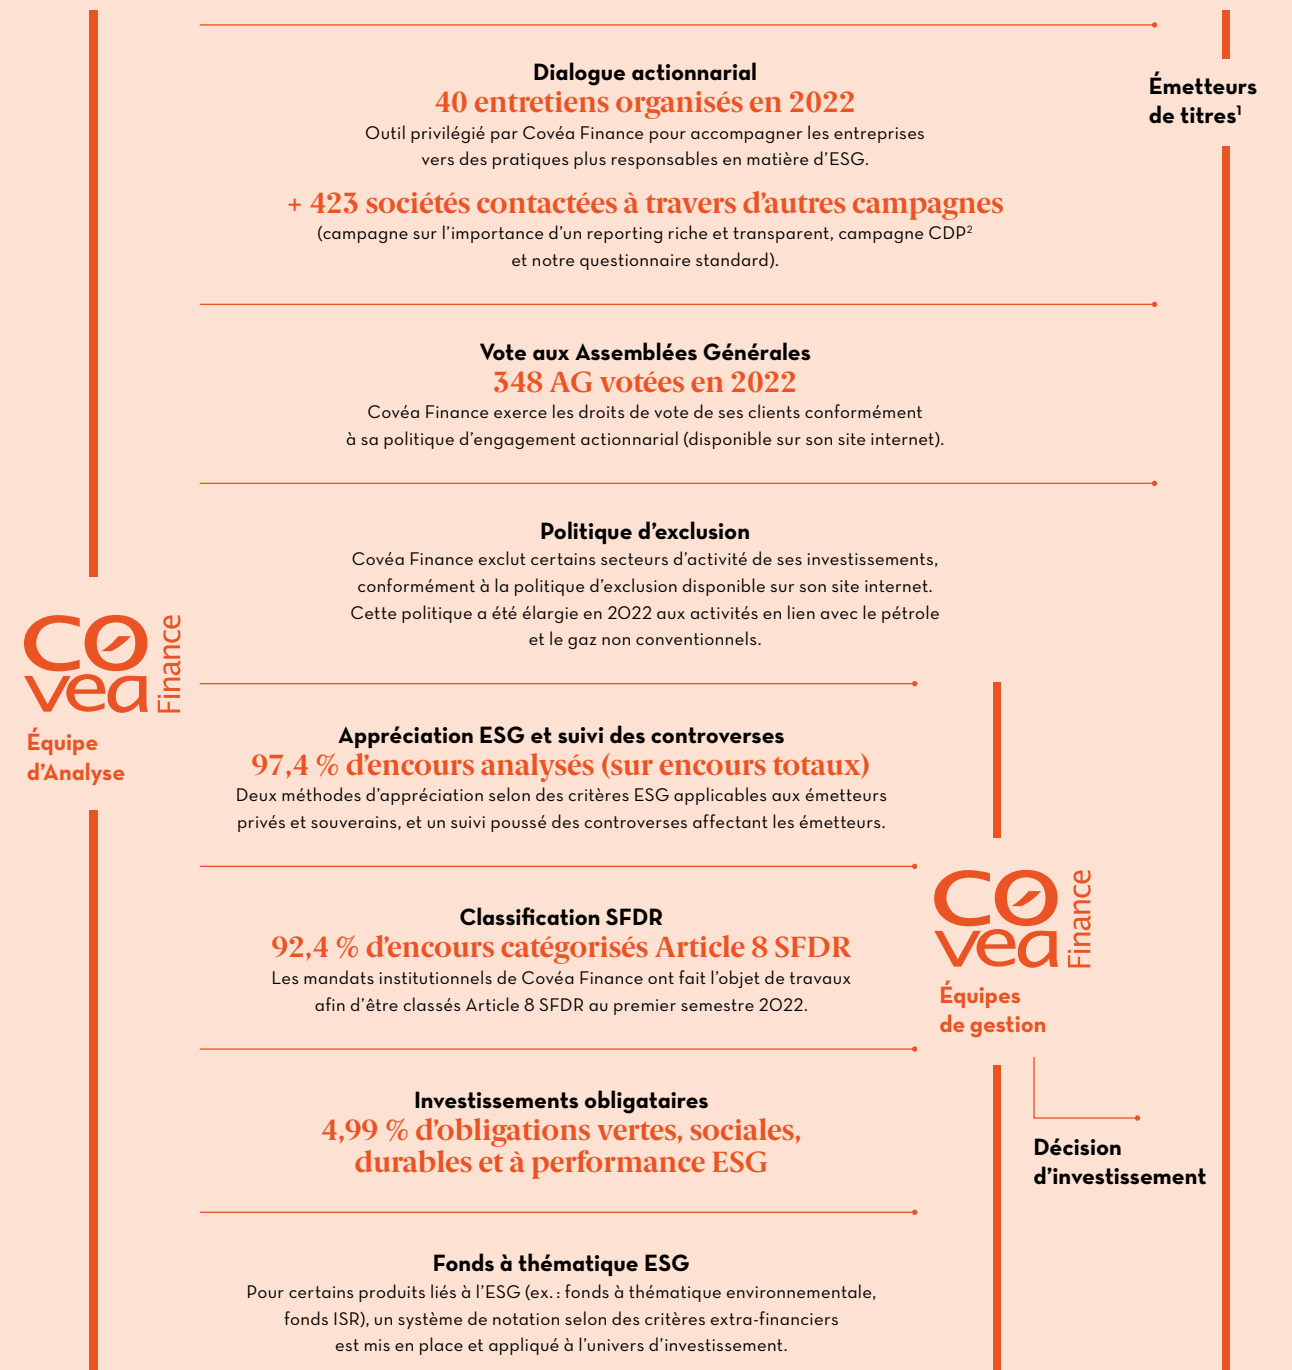 Dialogue actionnarial
40 entretiens organisés en 2022
Outil privilégié par Covéa Finance pour accompagner les entreprises
vers des pratiques plus responsables en matière d’ESG.
+ 423 sociétés contactées à travers d’autres campagnes
(campagne sur l’importance d’un reporting riche et transparent, campagne CDP²
et notre questionnaire standard).
Émetteurs
de titres¹
Vote aux Assemblées Générales
348 AG votées en 2022
Covéa Finance exerce les droits de vote de ses clients conformément
à sa politique d’engagement actionnarial (disponible sur son site internet).
Politique d’exclusion
Covéa Finance exclut certains secteurs d’activité de ses investissements,
conformément à la politique d’exclusion disponible sur son site internet.
Cette politique a été élargie en 2022 aux activités en lien avec le pétrole
et le gaz non conventionnels.
covéa
Finance
Équipe
d’Analyse
Appréciation ESG et suivi des controverses
97,4 % d’encours analysés (sur encours totaux)
Deux méthodes d’appréciation selon des critères ESG applicables aux émetteurs
privés et souverains, et un suivi poussé des controverses affectant les émetteurs.
Classification SFDR
92,4 % d’encours catégorisés Article 8 SFDR
Les mandats institutionnels de Covéa Finance ont fait l’objet de travaux
afin d’être classés Article 8 SFDR au premier semestre 2022.
covéa
Finance
Équipes
de gestion
Investissements obligataires
4,99 % d’obligations vertes, sociales,
durables et à performance ESG
Décision
d’investissement
Fonds à thématique ESG
Pour certains produits liés à l’ESG (ex. : fonds à thématique environnementale,
fonds ISR), un système de notation selon des critères extra-financiers
est mis en place et appliqué à l’univers d’investissement.